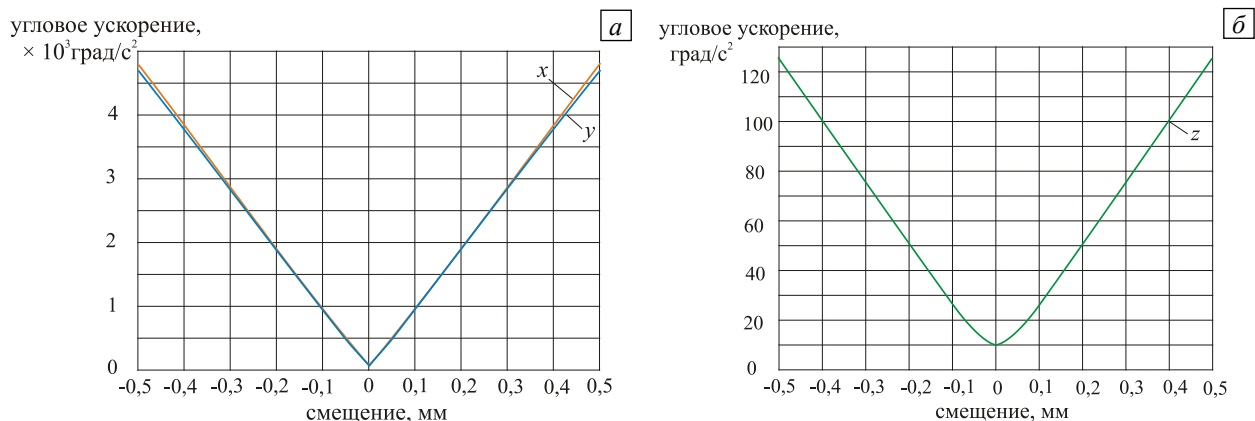 угловое ускорение,
× 10³град/с²
а
x
y
4
3
2
1
0
-0,5 -0,4 -0,2 -0,1 0 0,1 0,2 0,3 0,4 0,5
смещение, мм
угловое ускорение,
град/с²
б
z
120
100
80
60
40
20
0
-0,5 -0,4 -0,3 -0,2 -0,1 0 0,1 0,2 0,3 0,4 0,5
смещение, мм